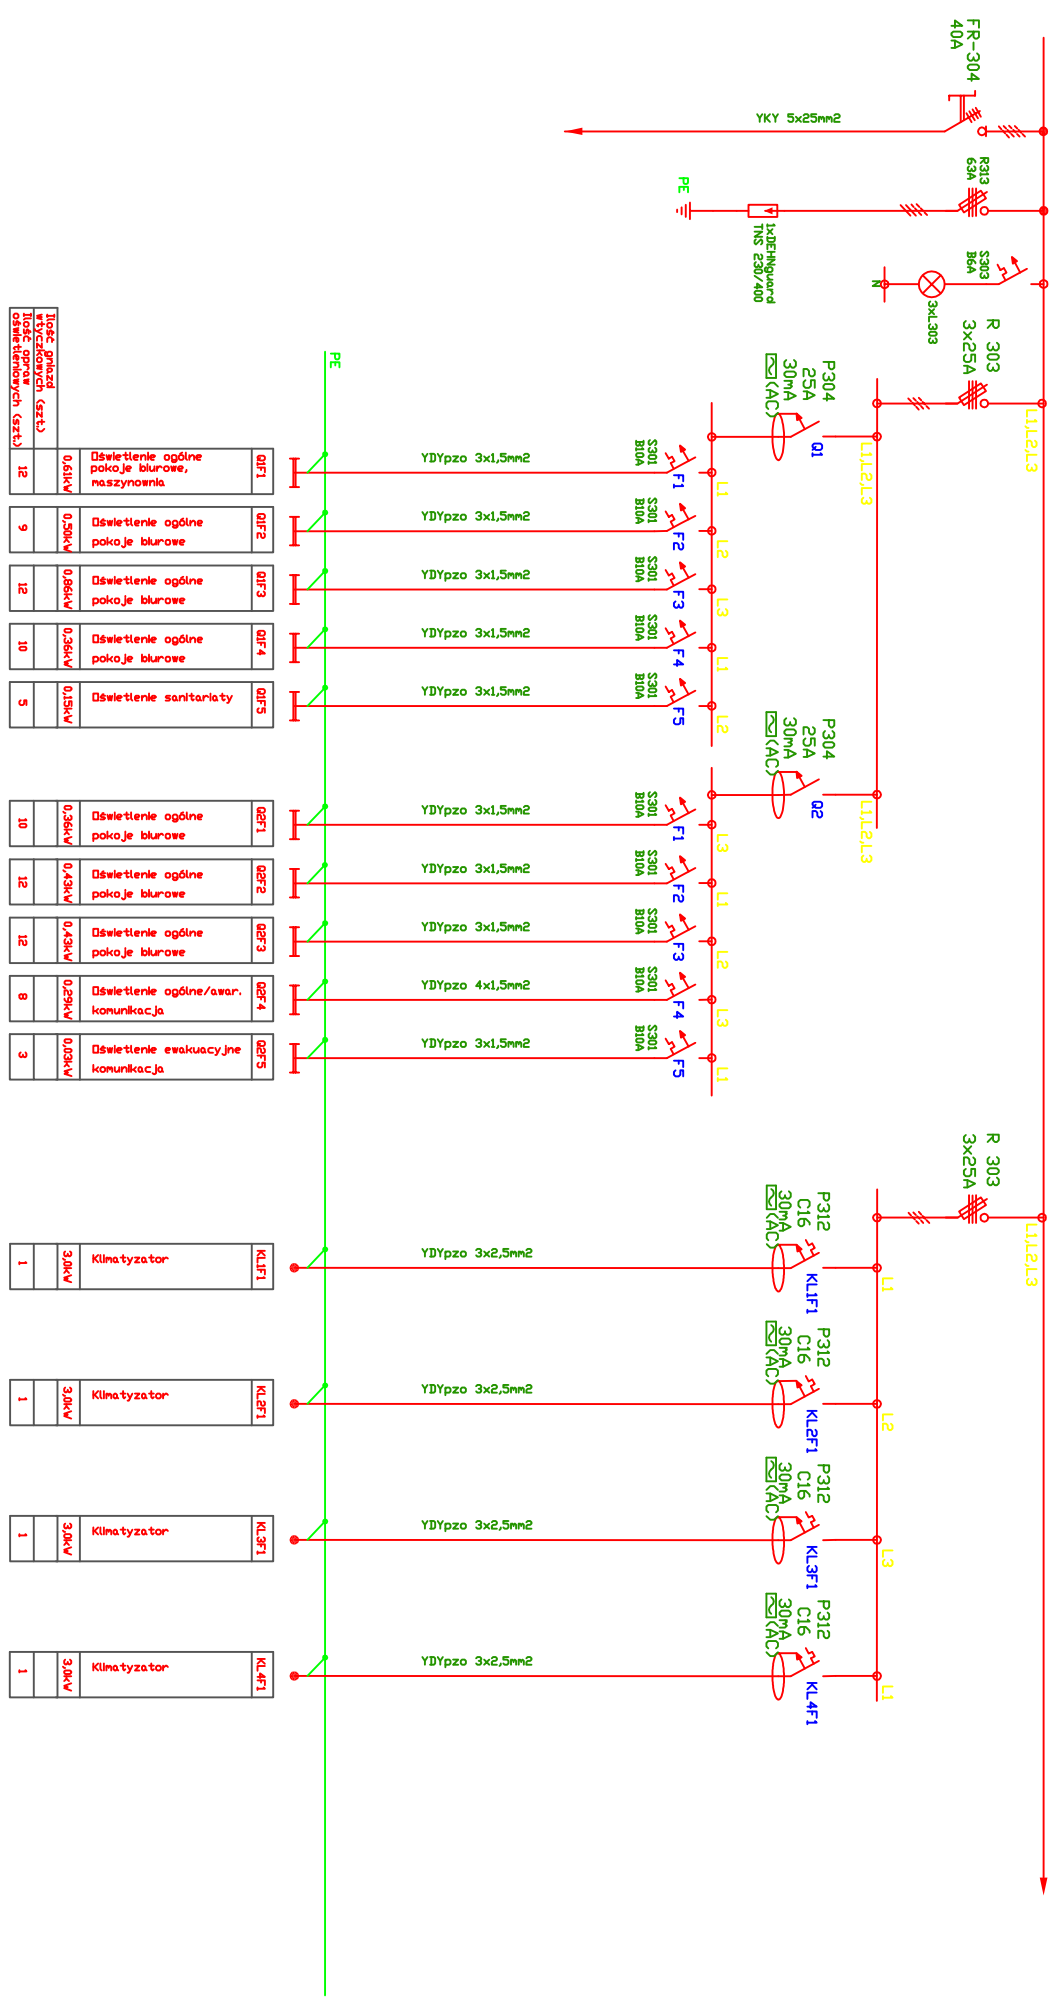 FR-304
40A
YKY 5x25mm2
R313
63A
PE
1xDEHNguard
TNS 230/400
S303
B6A
N
3xL303
R 303
3x25A
L1,L2,L3
P304
25A
30mA
(AC)
Q1
L1,L2,L3
PE
Ilość gniazd
wtyczkowych (szt.)
Ilość opraw
oświetleniowych (szt.)
S301
B10A
F1
L1
YDYpzo 3x1,5mm2
Q1F1
Oświetlenie ogólne
pokoje biurowe,
maszynownia
0,61kW
12
S301
B10A
F2
L2
YDYpzo 3x1,5mm2
Q1F2
Oświetlenie ogólne
pokoje biurowe
0,50kW
9
S301
B10A
F3
L3
YDYpzo 3x1,5mm2
Q1F3
Oświetlenie ogólne
pokoje biurowe
0,86kW
12
S301
B10A
F4
L1
YDYpzo 3x1,5mm2
Q1F4
Oświetlenie ogólne
pokoje biurowe
0,36kW
10
S301
B10A
F5
L2
YDYpzo 3x1,5mm2
Q1F5
Oświetlenie sanitariaty
0,15kW
5
P304
25A
30mA
(AC)
Q2
L1,L2,L3
S301
B10A
F1
L3
YDYpzo 3x1,5mm2
Q2F1
Oświetlenie ogólne
pokoje biurowe
0,36kW
10
S301
B10A
F2
L1
YDYpzo 3x1,5mm2
Q2F2
Oświetlenie ogólne
pokoje biurowe
0,43kW
12
S301
B10A
F3
L2
YDYpzo 3x1,5mm2
Q2F3
Oświetlenie ogólne
pokoje biurowe
0,43kW
12
S301
B10A
F4
L3
YDYpzo 4x1,5mm2
Q2F4
Oświetlenie ogólne/awar.
komunikacja
0,29kW
8
S301
B10A
F5
L1
YDYpzo 3x1,5mm2
Q2F5
Oświetlenie ewakuacyjne
komunikacja
0,03kW
3
R 303
3x25A
L1,L2,L3
P312
C16
30mA
(AC)
KL1F1
L1
YDYpzo 3x2,5mm2
KL1F1
Klimatyzator
3,0kW
1
P312
C16
30mA
(AC)
KL2F1
L2
YDYpzo 3x2,5mm2
KL2F1
Klimatyzator
3,0kW
1
P312
C16
30mA
(AC)
KL3F1
L3
YDYpzo 3x2,5mm2
KL3F1
Klimatyzator
3,0kW
1
P312
C16
30mA
(AC)
KL4F1
L1
YDYpzo 3x2,5mm2
KL4F1
Klimatyzator
3,0kW
1